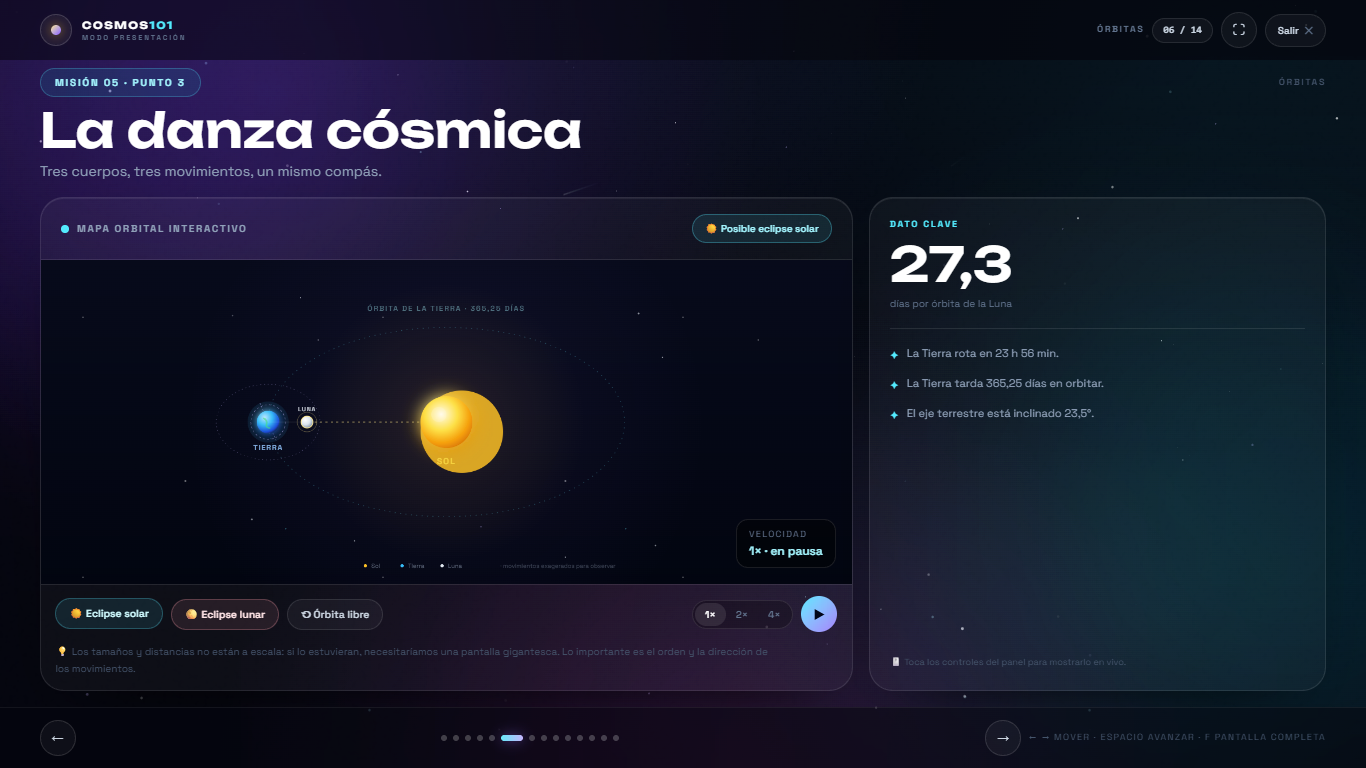 COSMOS101
MODO PRESENTACIÓN
ÓRBITAS
06 / 14
Salir ×
MISIÓN 05 · PUNTO 3
ÓRBITAS
La danza cósmica
Tres cuerpos, tres movimientos, un mismo compás.
MAPA ORBITAL INTERACTIVO
Posible eclipse solar
ÓRBITA DE LA TIERRA · 365,25 DÍAS
LUNA
TIERRA
SOL
VELOCIDAD
1× · en pausa
Sol
Tierra
Luna
· movimientos exagerados para observar
Eclipse solar
Eclipse lunar
Órbita libre
1×
2×
4×
Los tamaños y distancias no están a escala: si lo estuvieran, necesitaríamos una pantalla gigantesca. Lo importante es el orden y la dirección de
los movimientos.
DATO CLAVE
27,3
días por órbita de la Luna
La Tierra rota en 23 h 56 min.
La Tierra tarda 365,25 días en orbitar.
El eje terrestre está inclinado 23,5°.
Toca los controles del panel para mostrarlo en vivo.
←
→
← → MOVER · ESPACIO AVANZAR · F PANTALLA COMPLETA